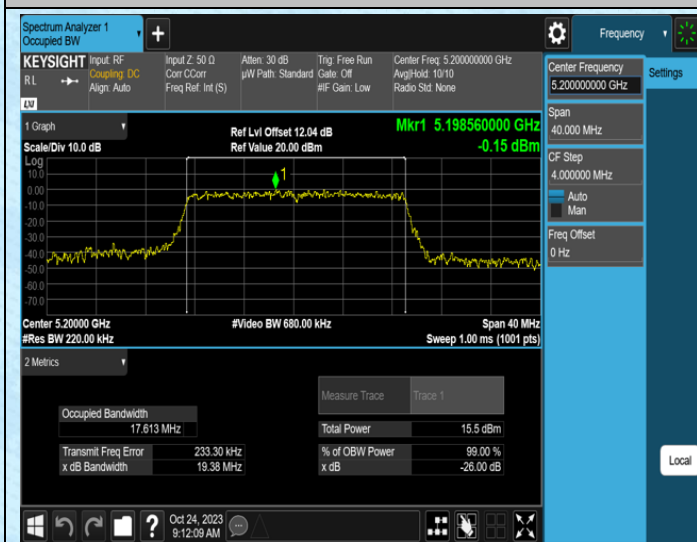 Spectrum Analyzer 1
Occupied BW
Frequency
KEYSIGHT
Input: RF
Input Z: 50 Ω
Atten: 30 dB
Trig: Free Run
Center Freq: 5.200000000 GHz
R L
Coupling: DC
Corr CCorr
µW Path: Standard
Gate: Off
Avg|Hold: 10/10
Align: Auto
Freq Ref: Int (S)
#IF Gain: Low
Radio Std: None
LXI
Center Frequency
5.200000000 GHz
Settings
Span
40.000 MHz
CF Step
4.000000 MHz
Auto
Man
Freq Offset
0 Hz
1 Graph
Ref Lvl Offset 12.04 dB
Mkr1 5.198560000 GHz
Scale/Div 10.0 dB
Ref Value 20.00 dBm
-0.15 dBm
Log
10.0
1
0.00
-10.0
-20.0
-30.0
-40.0
-50.0
-60.0
-70.0
Center 5.20000 GHz
#Video BW 680.00 kHz
Span 40 MHz
#Res BW 220.00 kHz
Sweep 1.00 ms (1001 pts)
2 Metrics
Measure Trace
Trace 1
Occupied Bandwidth
17.613 MHz
Total Power
15.5 dBm
Transmit Freq Error
233.30 kHz
% of OBW Power
99.00 %
x dB Bandwidth
19.38 MHz
x dB
-26.00 dB
Local
?
Oct 24, 2023
9:12:09 AM